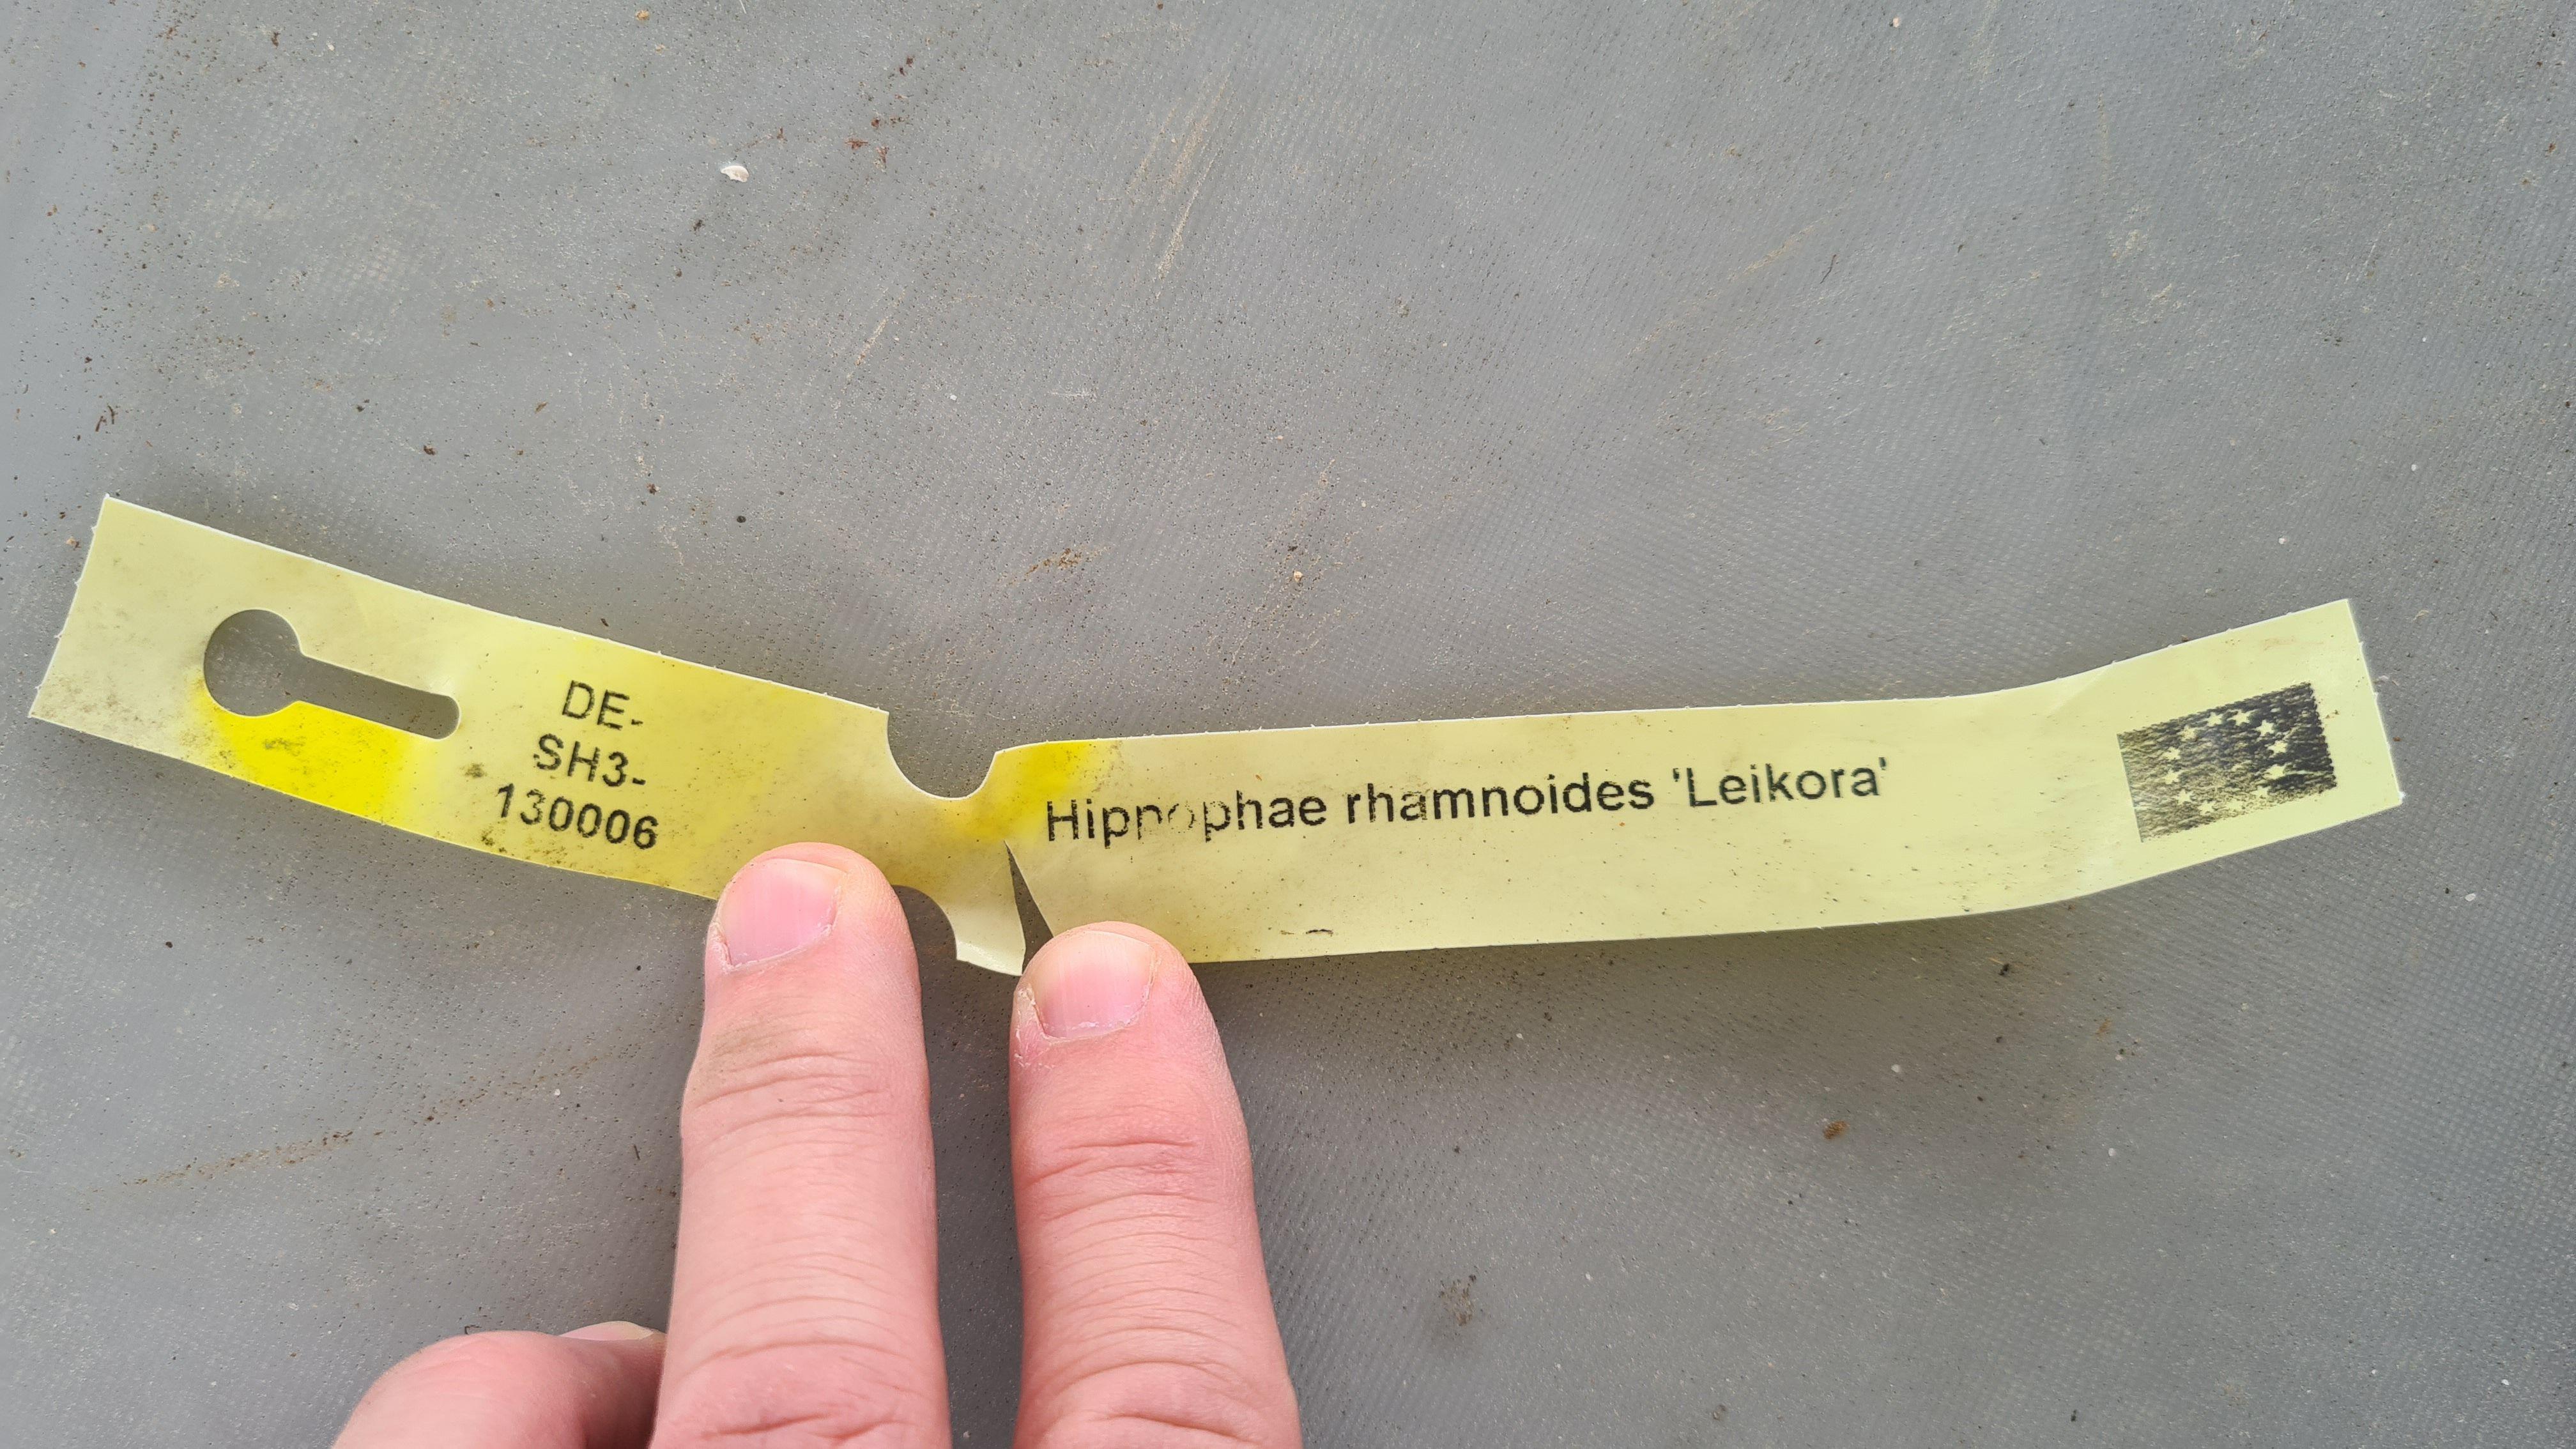 DE-
SH3-
130006
Hippophae rhamnoides 'Leikora'